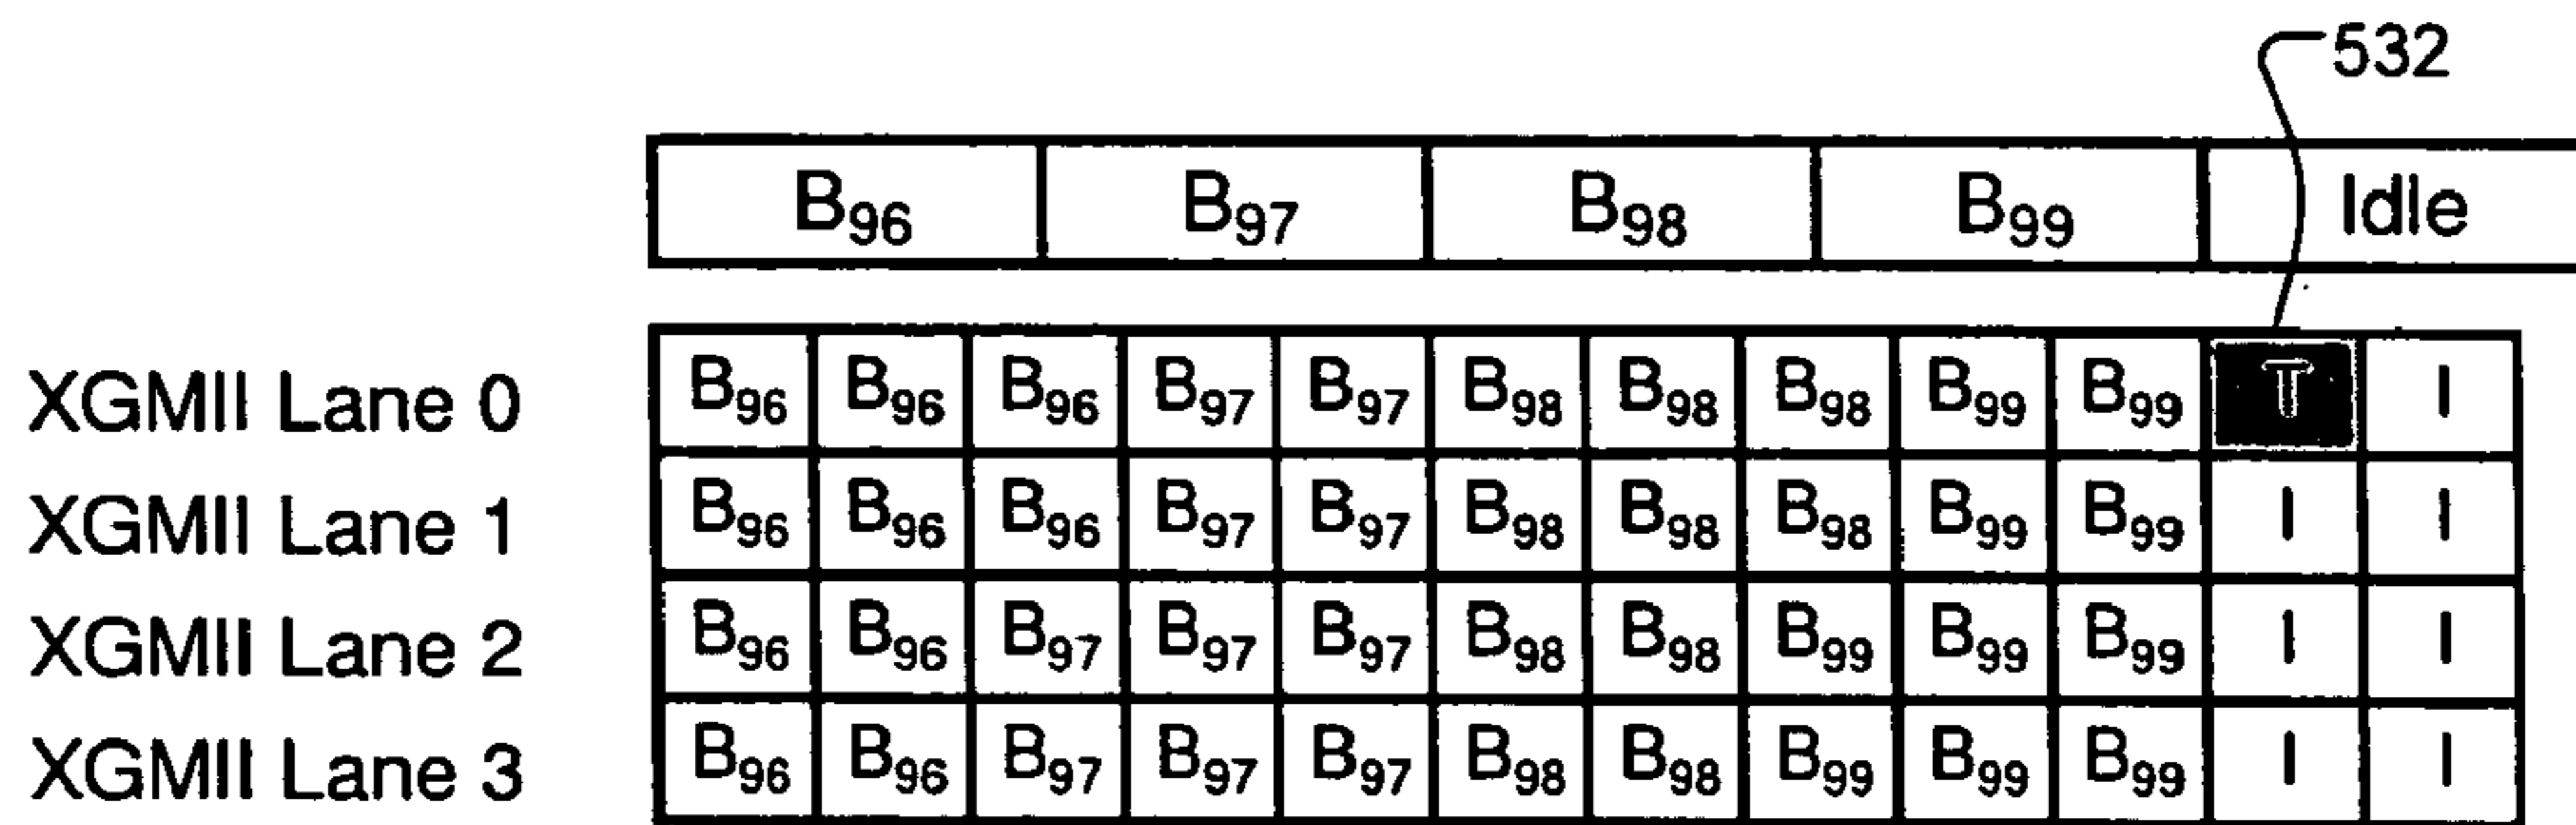 532
B96 B97 B98 B99 Idle
XGMII Lane 0 B96 B96 B96 B97 B97 B98 B98 B98 B99 B99 T I
XGMII Lane 1 B96 B96 B96 B97 B97 B98 B98 B98 B99 B99 I I
XGMII Lane 2 B96 B96 B97 B97 B97 B98 B98 B99 B99 B99 I I
XGMII Lane 3 B96 B96 B97 B97 B97 B98 B98 B99 B99 B99 I I